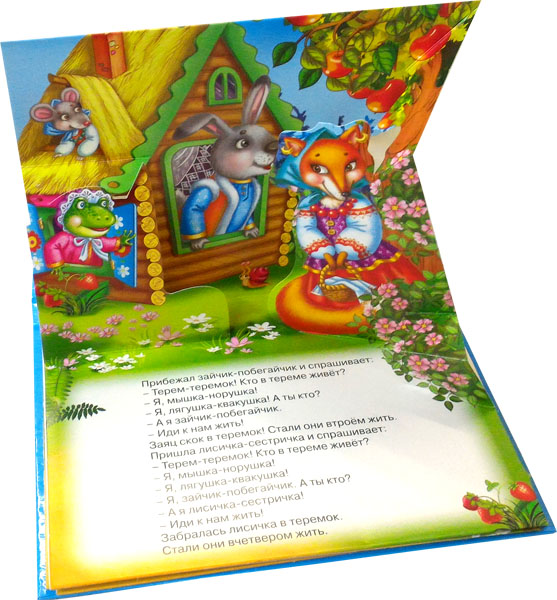 Прибежал зайчик-побегайчик и спрашивает:
– Терем-теремок! Кто в тереме живёт?
– Я, мышка-норушка!
– Я, лягушка-квакушка! А ты кто?
– А я зайчик-побегайчик.
– Иди к нам жить!
Заяц скок в теремок! Стали они втроём жить.
Пришла лисичка-сестричка и спрашивает:
– Терем-теремок! Кто в тереме живёт?
– Я, мышка-норушка!
– Я, лягушка-квакушка!
– Я, зайчик-побегайчик. А ты кто?
– А я лисичка-сестричка!
– Иди к нам жить!
Забралась лисичка в теремок.
Стали они вчетвером жить.